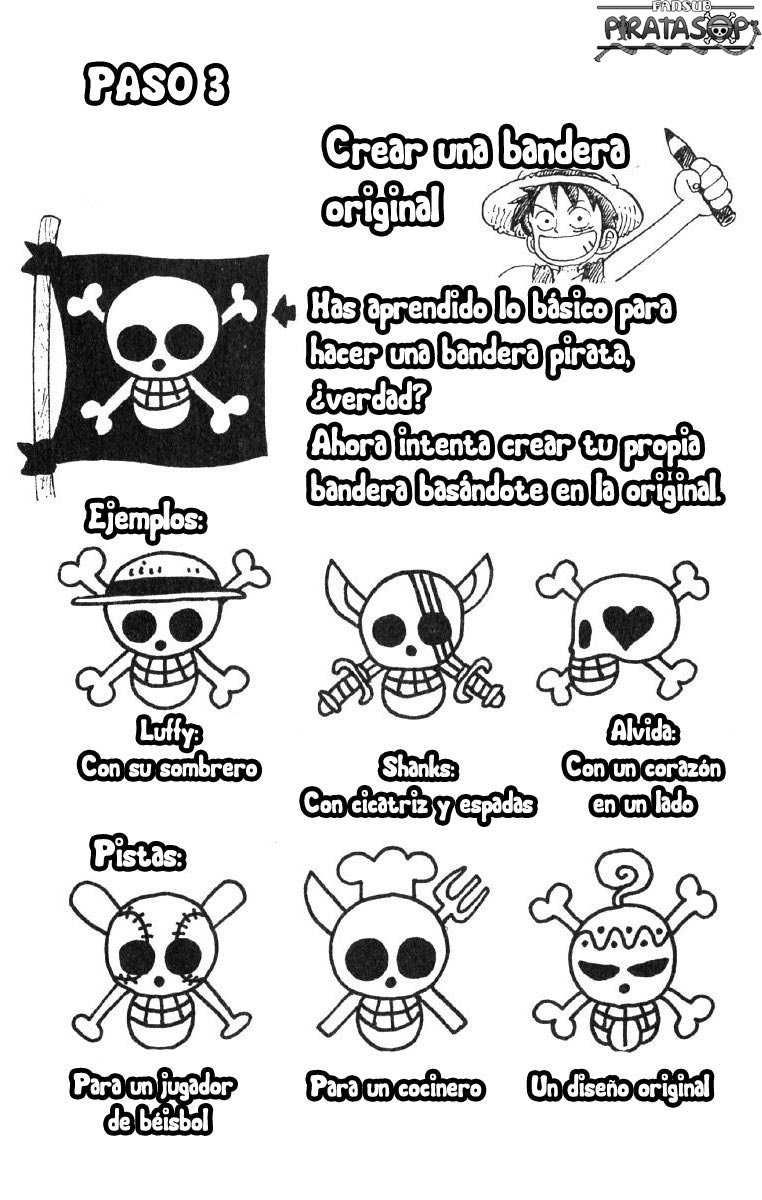 FANSUB
PIRATASOP
PASO 3
Crear una bandera
original
Has aprendido lo básico para
hacer una bandera pirata,
¿verdad?
Ahora intenta crear tu propia
bandera basándote en la original.
Ejemplos:
Luffy:
Con su sombrero
Shanks:
Con cicatriz y espadas
Alvida:
Con un corazón
en un lado
Pistas:
Para un jugador
de béisbol
Para un cocinero
Un diseño original